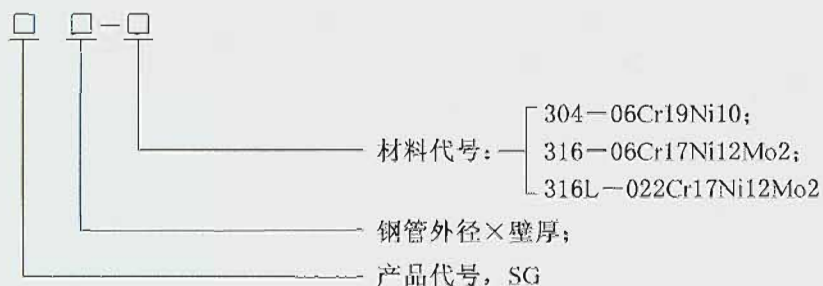 □ □－□
材料代号：
304－06Cr19Ni10；
316－06Cr17Ni12Mo2；
316L－022Cr17Ni12Mo2
钢管外径×壁厚；
产品代号，SG